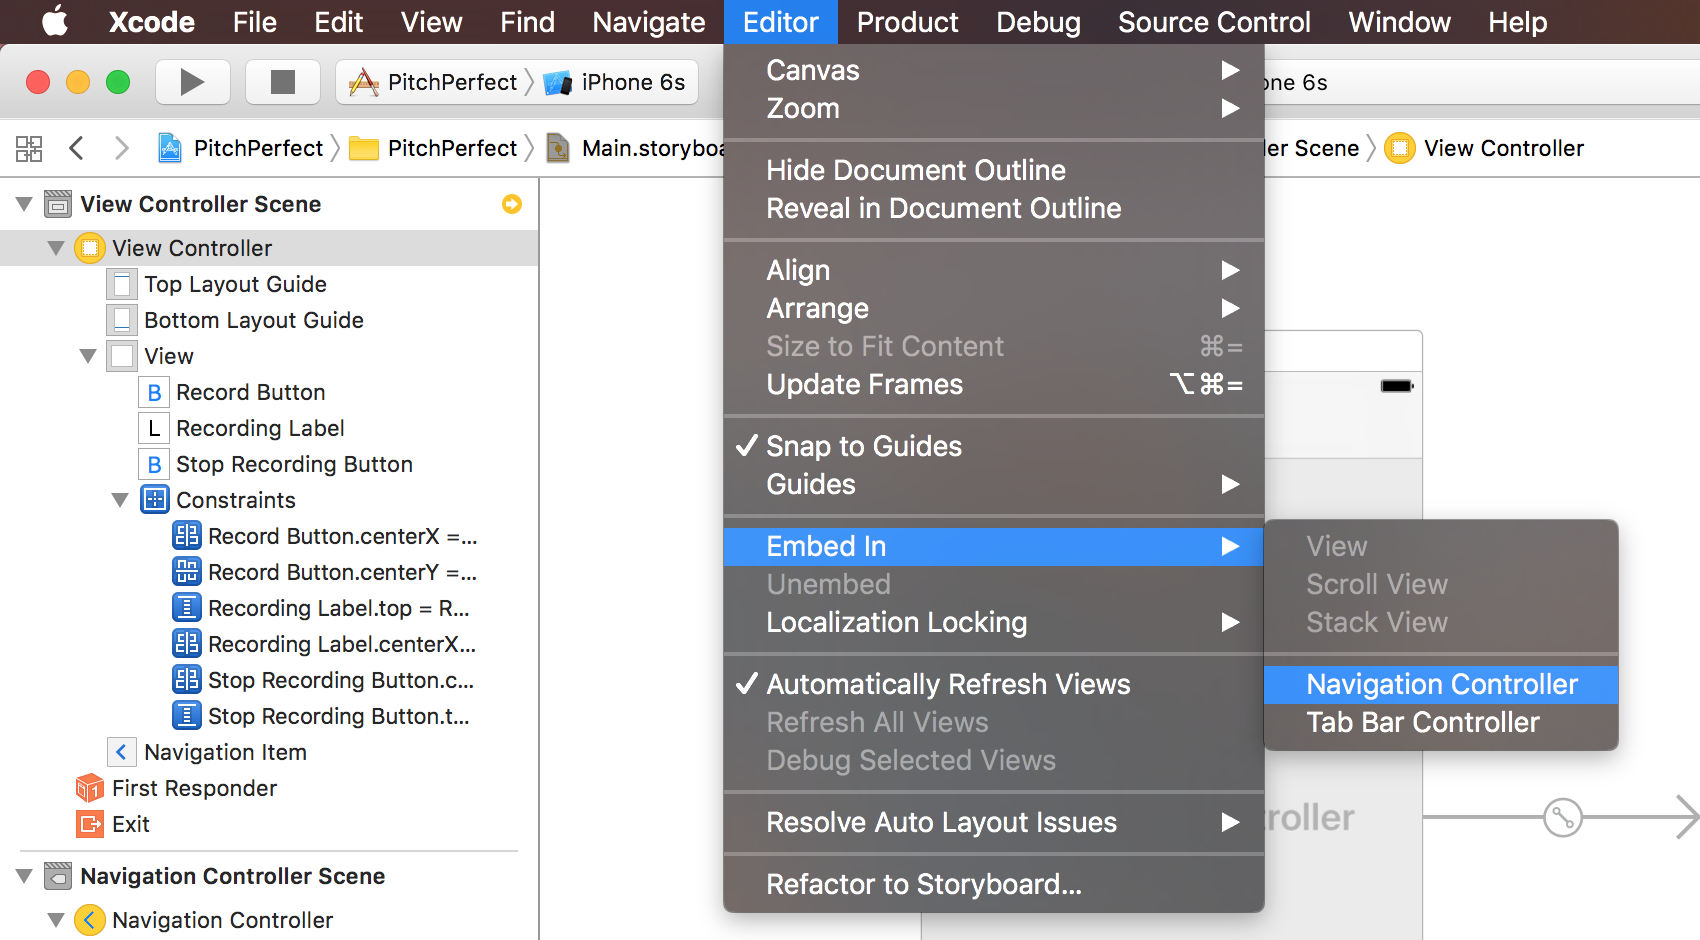 Xcode File Edit View Find Navigate Editor Product Debug Source Control Window Help
PitchPerfect iPhone 6s
6s
PitchPerfect PitchPerfect Scene View Controller
View Controller Scene
View Controller
Top Layout Guide
Bottom Layout Guide
View
B Record Button
L Recording Label
B Stop Recording Button
Constraints
Record Button.centerX =...
Record Button.centerY =...
Recording Label.top = R...
Recording Label.centerX...
Stop Recording Button.c...
Stop Recording Button.t...
Navigation Item
First Responder
Exit
Navigation Controller Scene
Navigation Controller
Canvas
Zoom
Hide Document Outline
Reveal in Document Outline
Align
Arrange
Size to Fit Content ⌘=
Update Frames ⌥⌘=
✓ Snap to Guides
Guides
Embed In
Unembed
Localization Locking
✓ Automatically Refresh Views
Refresh All Views
Debug Selected Views
Resolve Auto Layout Issues
Refactor to Storyboard...
View
Scroll View
Stack View
Navigation Controller
Tab Bar Controller